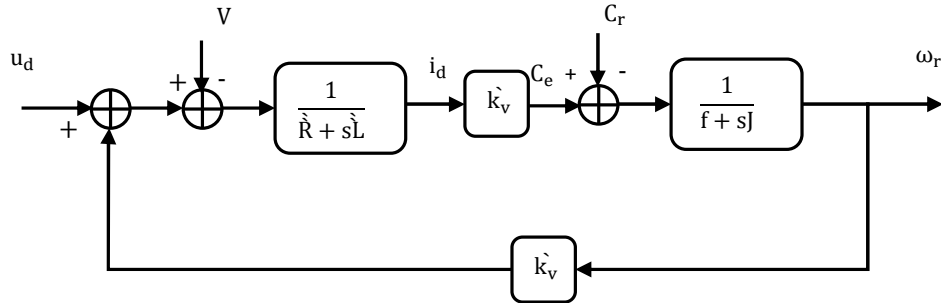 V
C_r
u_d
+
-
i_d
C_e
+
-
ω_r
1
R̀ + sL̀
k̀_v
1
f + sJ
+
k̀_v